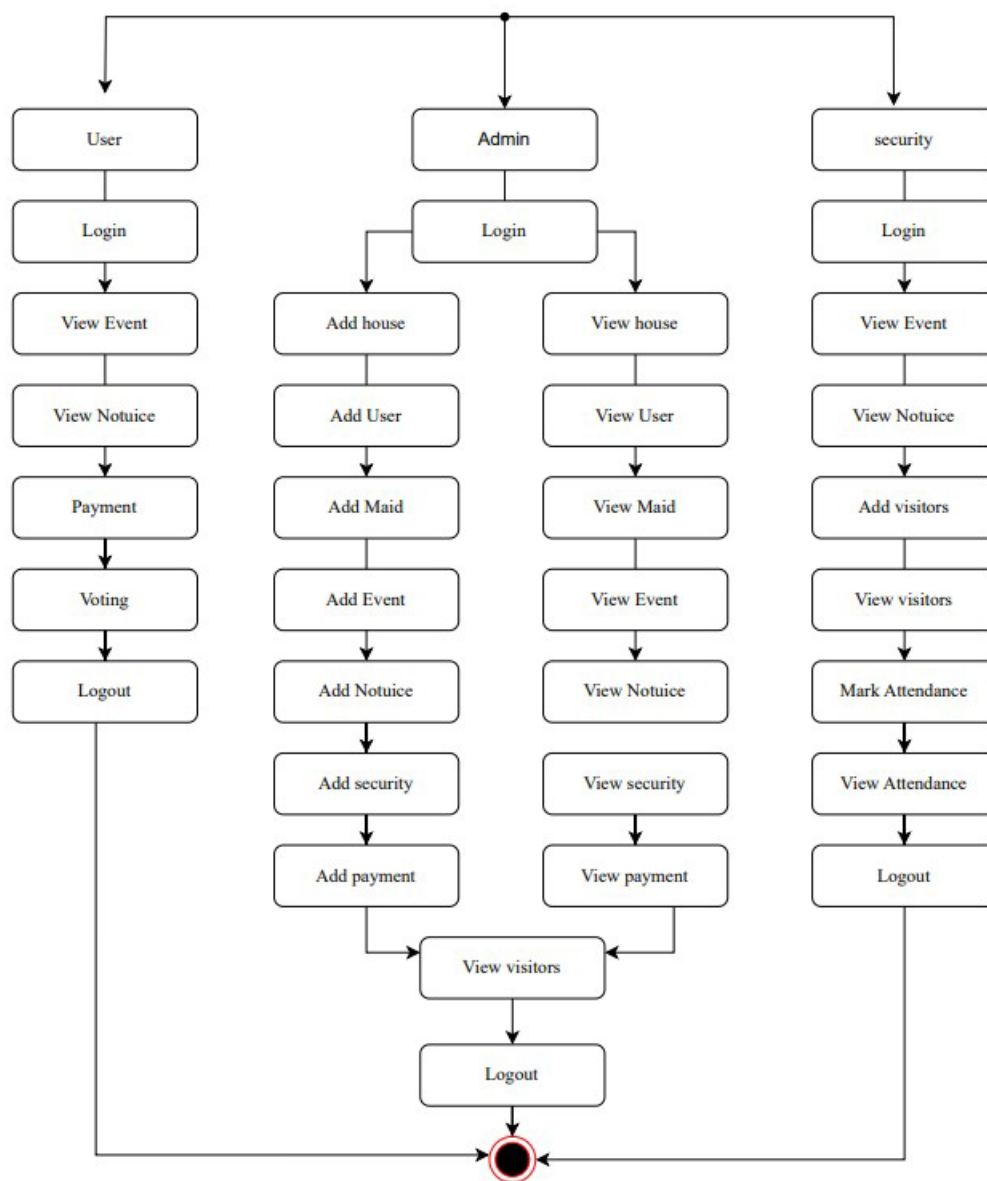 User
Admin
security
Login
Login
Login
View Event
Add house
View house
View Event
View Notuice
Add User
View User
View Notuice
Payment
Add Maid
View Maid
Add visitors
Voting
Add Event
View Event
View visitors
Logout
Add Notuice
View Notuice
Mark Attendance
Add security
View security
View Attendance
Add payment
View payment
Logout
View visitors
Logout